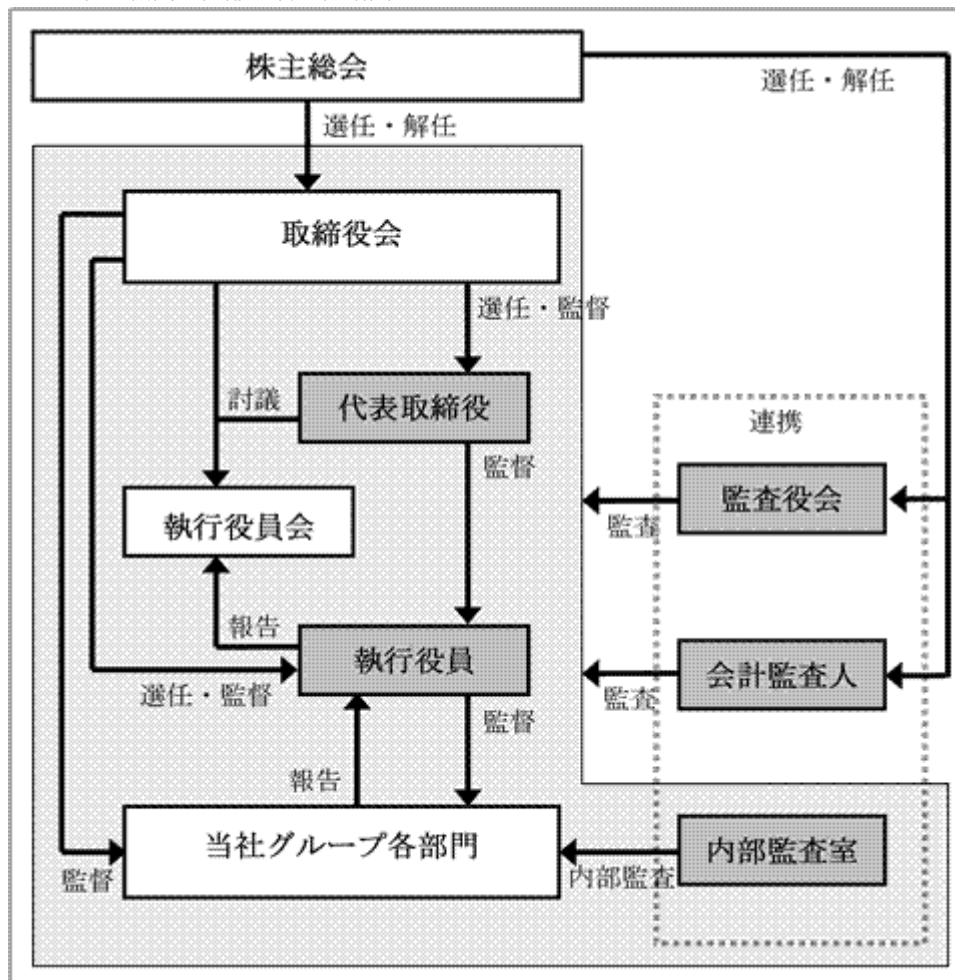 株主総会
選任・解任
選任・解任
取締役会
選任・監督
討議
代表取締役
連携
監督
監査役会
執行役員会
監査
報告
執行役員
会計監査人
選任・監督
監督
監査
報告
当社グループ各部門
内部監査室
監督
内部監査